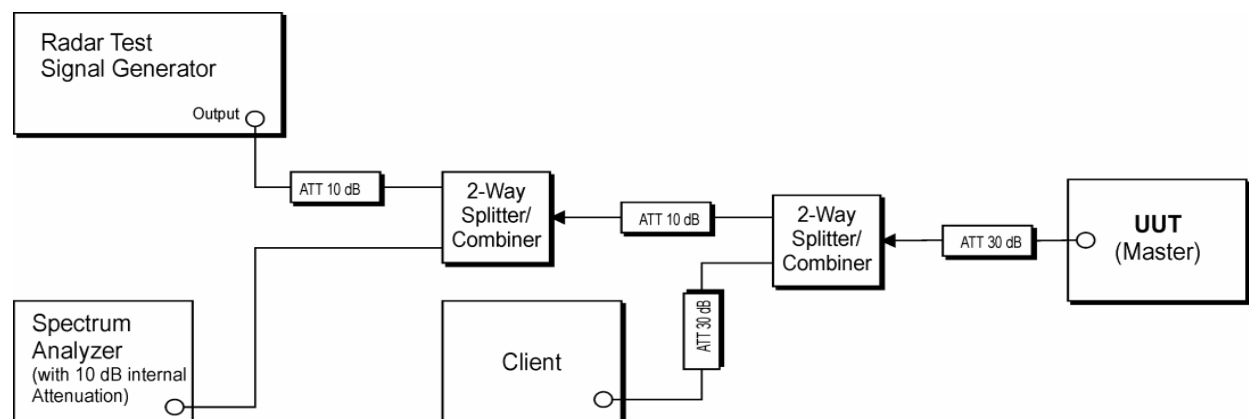 Radar Test
Signal Generator
Output
ATT 10 dB
2-Way
Splitter/
Combiner
ATT 10 dB
2-Way
Splitter/
Combiner
ATT 30 dB
UUT
(Master)
Spectrum
Analyzer
(with 10 dB internal
Attenuation)
Client
ATT 30 dB